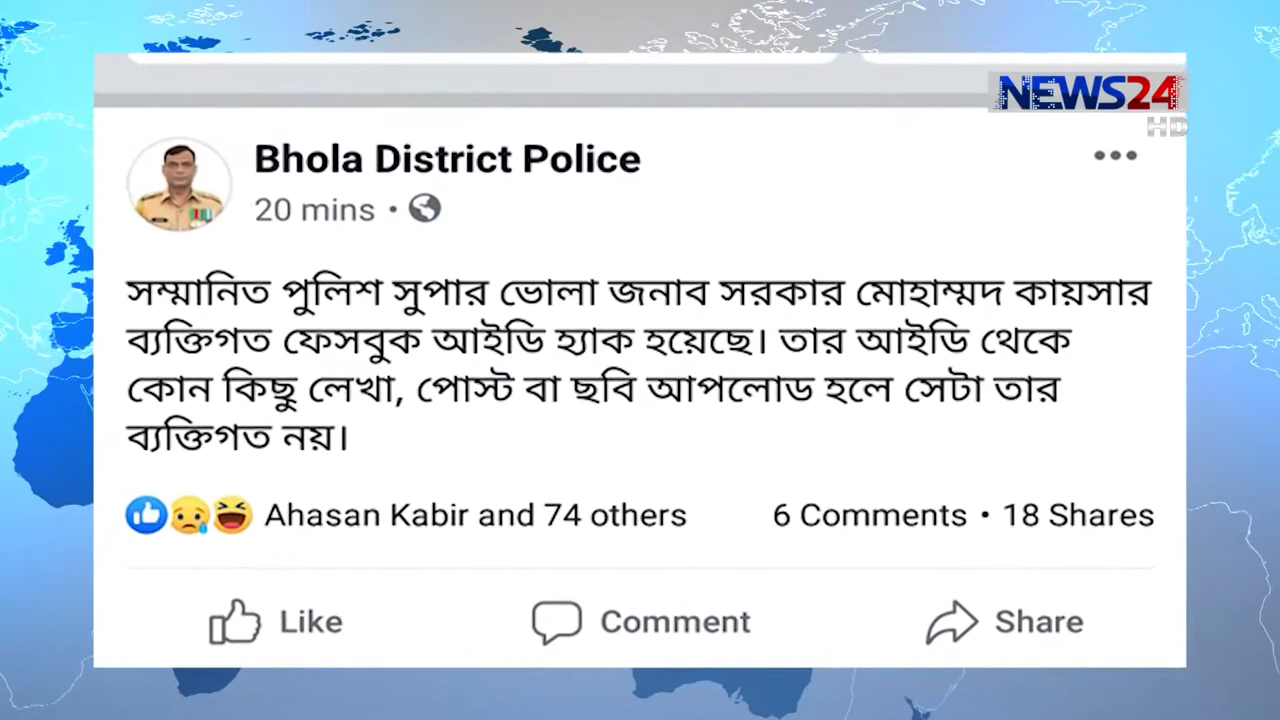 NEWS24
HD
Bhola District Police
20 mins •
সম্মানিত পুলিশ সুপার ভোলা জনাব সরকার মোহাম্মদ কায়সার
ব্যক্তিগত ফেসবুক আইডি হ্যাক হয়েছে। তার আইডি থেকে
কোন কিছু লেখা, পোস্ট বা ছবি আপলোড হলে সেটা তার
ব্যক্তিগত নয়।
Ahasan Kabir and 74 others 6 Comments • 18 Shares
Like Comment Share